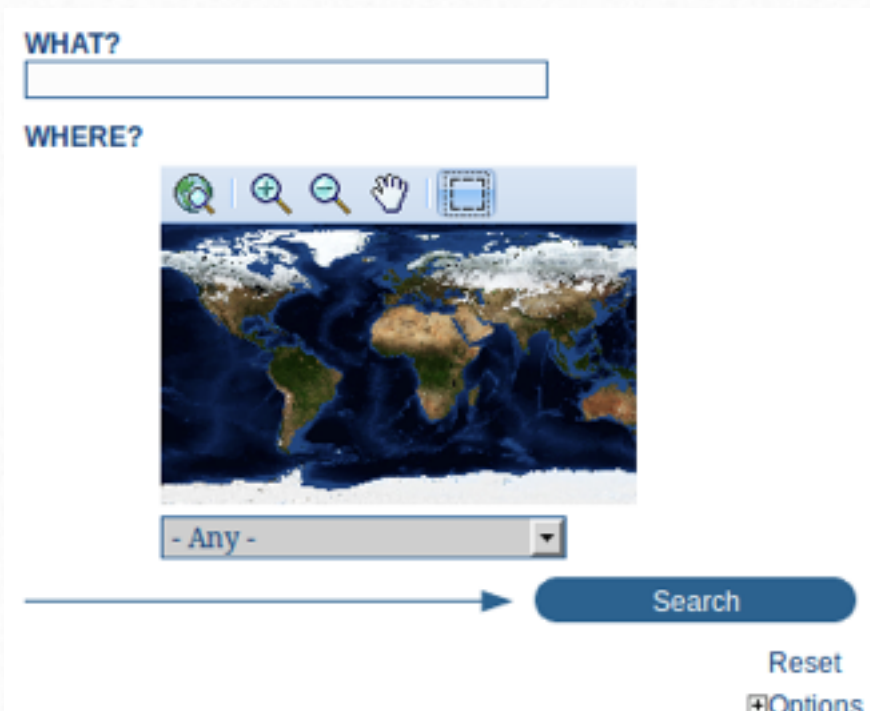 WHAT?
WHERE?
- Any -
Search
Reset
Options